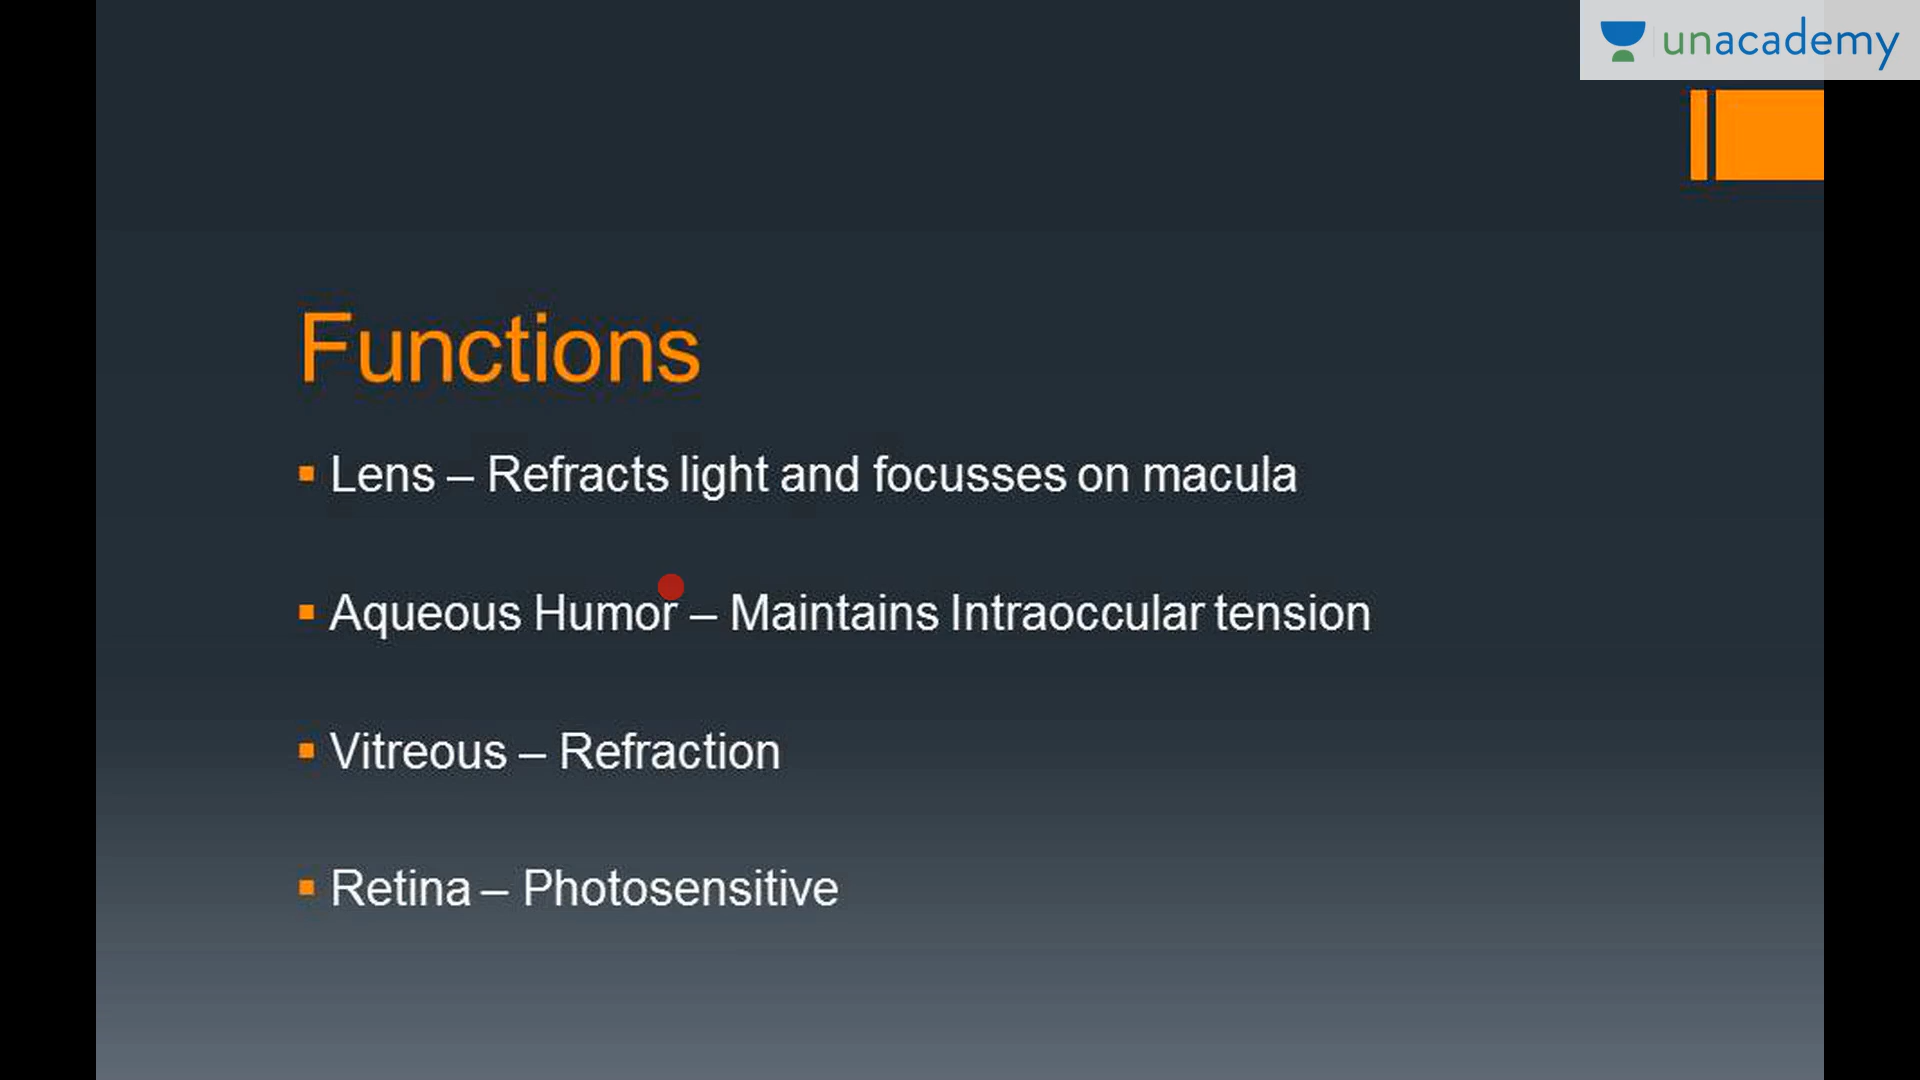 unacademy
Functions
Lens – Refracts light and focusses on macula
Aqueous Humor – Maintains Intraoccular tension
Vitreous – Refraction
Retina – Photosensitive